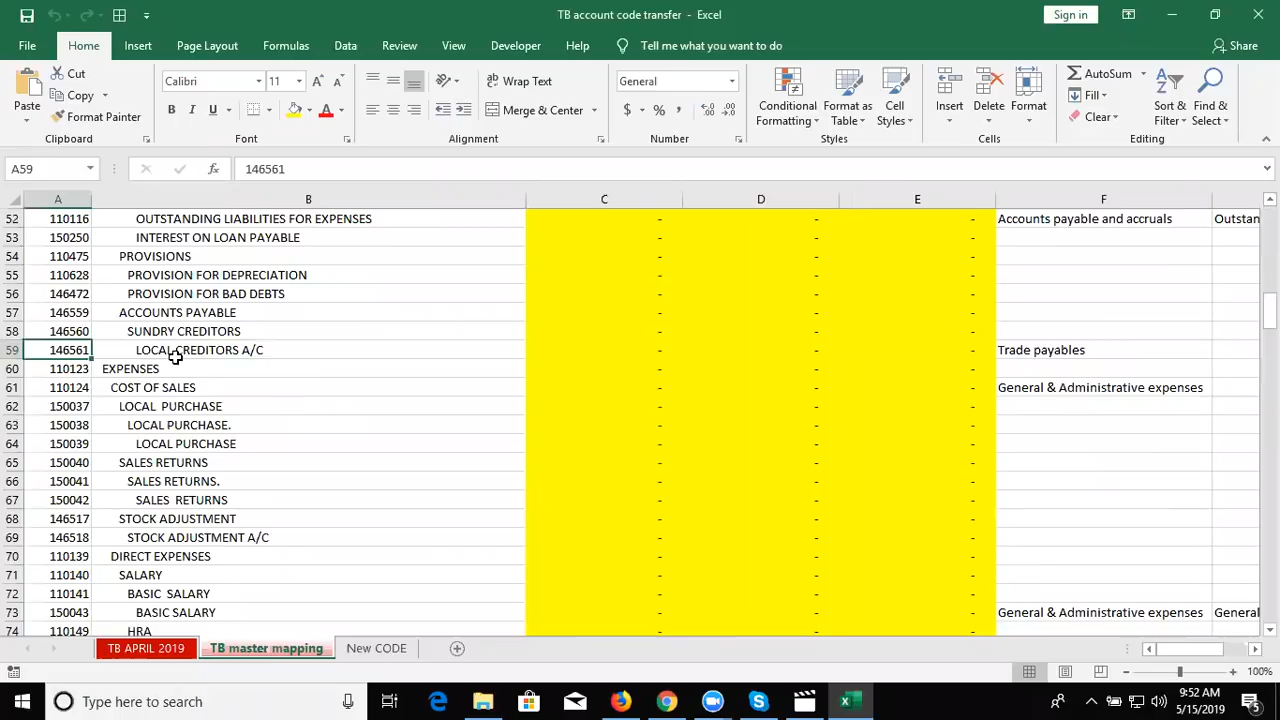 TB account code transfer - Excel
Sign in
File Home Insert Page Layout Formulas Data Review View Developer Help Tell me what you want to do Share
Paste
Cut
Copy
Format Painter
Calibri 11
B I U
Wrap Text
Merge & Center
General
$ % ,
Conditional Formatting
Format as Table
Cell Styles
Insert
Delete
Format
AutoSum
Fill
Clear
Sort & Filter
Find & Select
Clipboard Font Alignment Number Styles Cells Editing
A59 fx 146561
A B C D E F
52 110116 OUTSTANDING LIABILITIES FOR EXPENSES - - - Accounts payable and accruals Outstan
53 150250 INTEREST ON LOAN PAYABLE - - -
54 110475 PROVISIONS - - -
55 110628 PROVISION FOR DEPRECIATION - - -
56 146472 PROVISION FOR BAD DEBTS - - -
57 146559 ACCOUNTS PAYABLE - - -
58 146560 SUNDRY CREDITORS - - -
59 146561 LOCAL CREDITORS A/C - - - Trade payables
60 110123 EXPENSES - - -
61 110124 COST OF SALES - - - General & Administrative expenses
62 150037 LOCAL PURCHASE - - -
63 150038 LOCAL PURCHASE. - - -
64 150039 LOCAL PURCHASE - - -
65 150040 SALES RETURNS - - -
66 150041 SALES RETURNS. - - -
67 150042 SALES RETURNS - - -
68 146517 STOCK ADJUSTMENT - - -
69 146518 STOCK ADJUSTMENT A/C - - -
70 110139 DIRECT EXPENSES - - -
71 110140 SALARY - - -
72 110141 BASIC SALARY - - -
73 150043 BASIC SALARY - - - General & Administrative expenses General
74 110149 HRA - - -
TB APRIL 2019 TB master mapping New CODE
100%
Type here to search
9:52 AM
5/15/2019
5